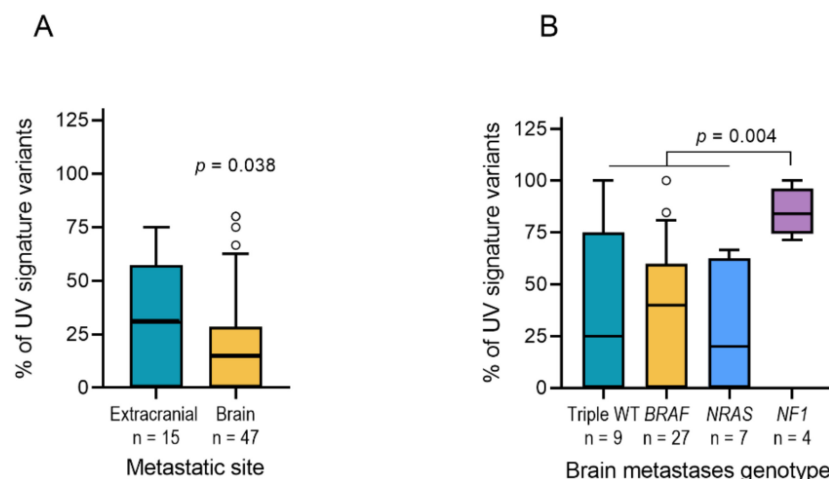 A
% of UV signature variants
125
100
75
50
25
0
p = 0.038
Extracranial Brain
n = 15 n = 47
Metastatic site
B
% of UV signature variants
125
100
75
50
25
0
p = 0.004
Triple WT BRAF NRAS NF1
n = 9 n = 27 n = 7 n = 4
Brain metastases genotype